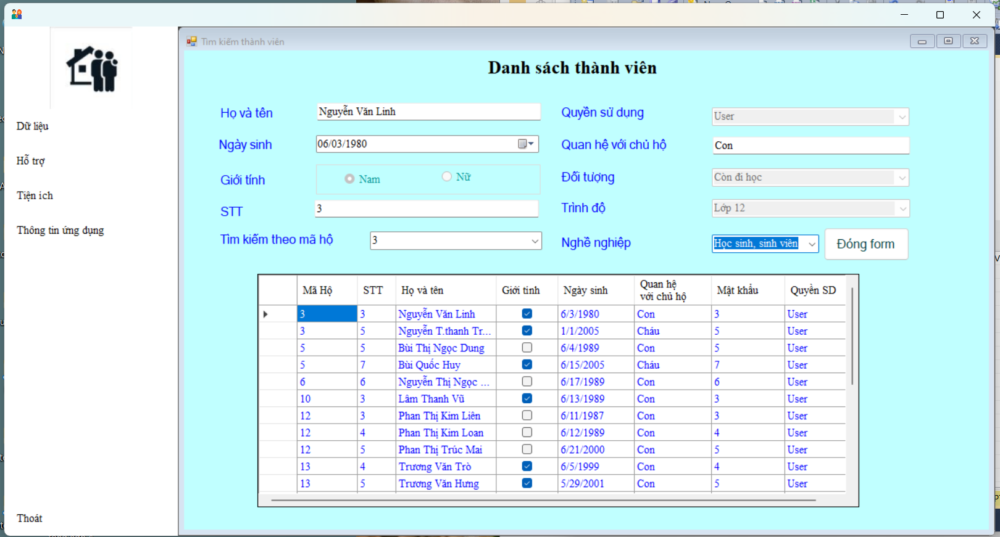 Tìm kiếm thành viên
Danh sách thành viên
Dữ liệu
Hỗ trợ
Tiện ích
Thông tin ứng dụng
Thoát
Họ và tên Nguyễn Văn Linh Quyền sử dụng User
Ngày sinh 06/03/1980 Quan hệ với chủ hộ Con
Giới tính Nam Nữ Đối tượng Còn đi học
STT 3 Trình độ Lớp 12
Tìm kiếm theo mã hộ 3 Nghề nghiệp Học sinh, sinh viên Đóng form
Mã Hộ STT Họ và tên Giới tính Ngày sinh Quan hệ với chủ hộ Mật khẩu Quyền SD
3 3 Nguyễn Văn Linh 6/3/1980 Con 3 User
3 5 Nguyễn T.thanh Tr... 1/1/2005 Cháu 5 User
5 5 Bùi Thị Ngọc Dung 6/4/1989 Con 5 User
5 7 Bùi Quốc Huy 6/15/2005 Cháu 7 User
6 6 Nguyễn Thị Ngọc ... 6/17/1989 Con 6 User
10 3 Lâm Thanh Vũ 6/13/1989 Con 3 User
12 3 Phan Thị Kim Liên 6/11/1987 Con 3 User
12 4 Phan Thị Kim Loan 6/12/1989 Con 4 User
12 5 Phan Thị Trúc Mai 6/21/2000 Con 5 User
13 4 Trương Văn Trò 6/5/1999 Con 4 User
13 5 Trương Văn Hưng 5/29/2001 Con 5 User